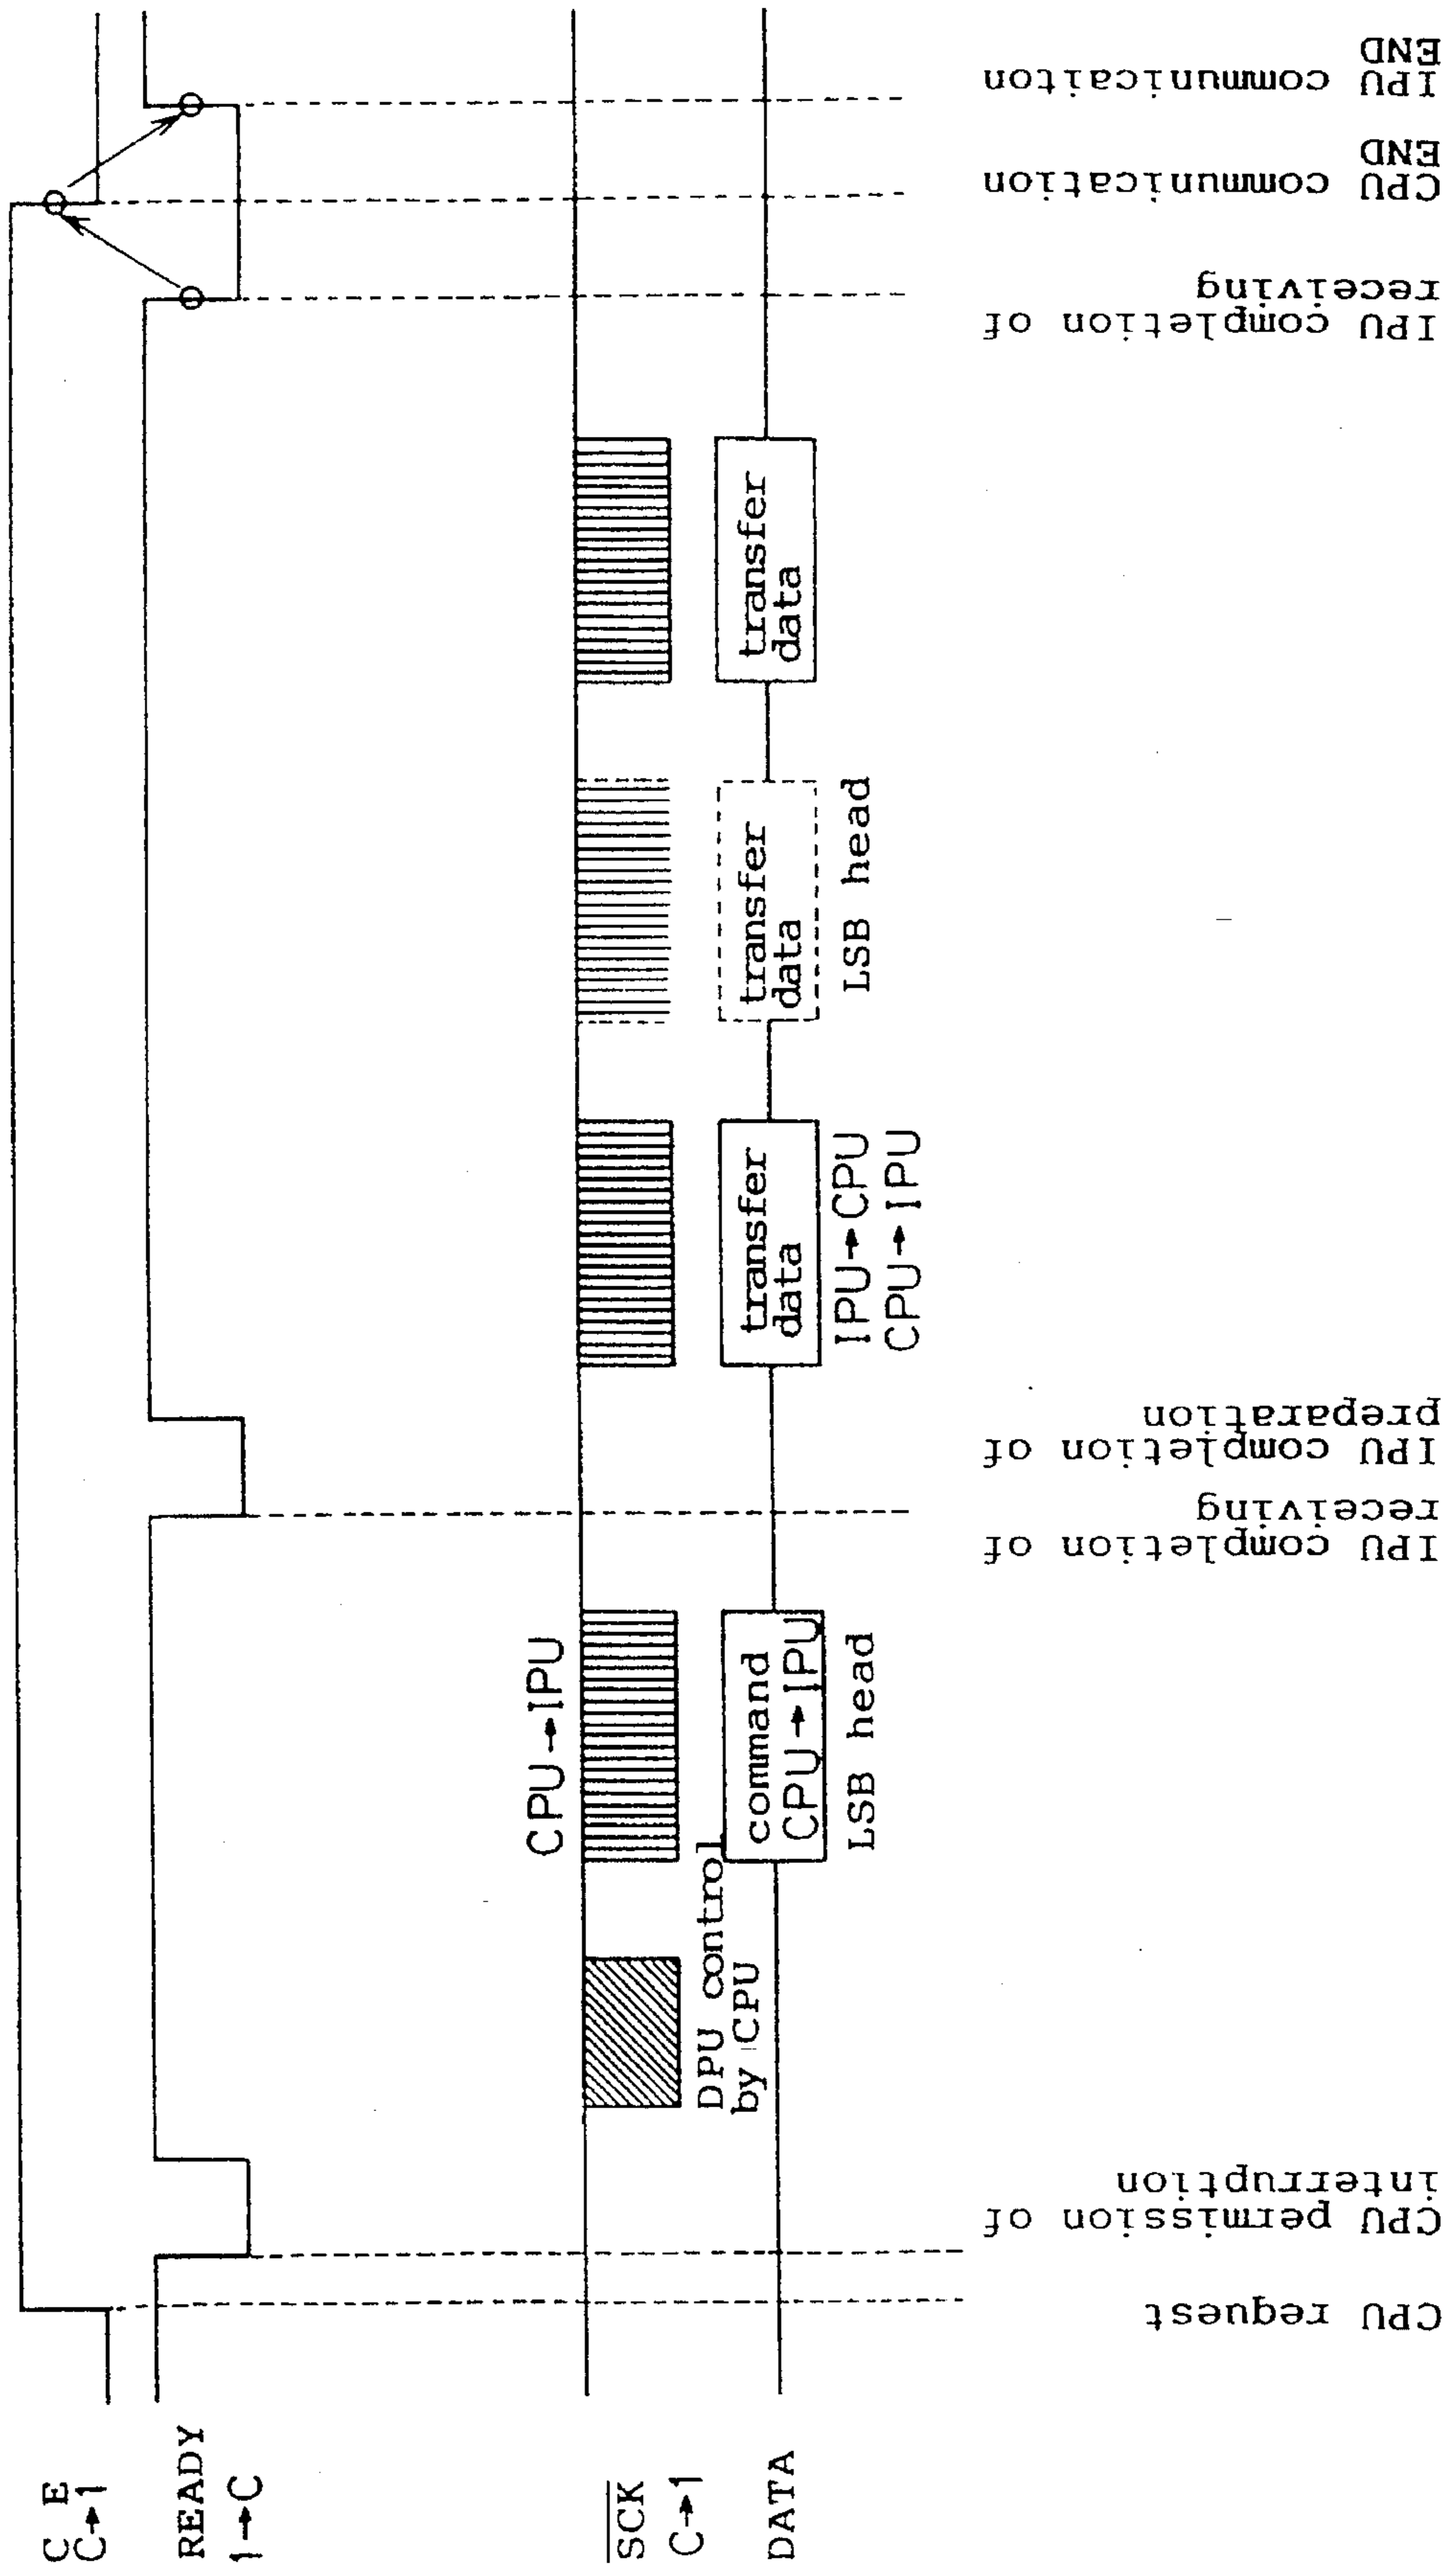 C E
C→1
READY
1→C
SCK
C→1
DATA
DPU control
by CPU
CPU→IPU
command
CPU→IPU
LSB head
transfer
data
IPU→CPU
CPU→IPU
transfer
data
LSB head
transfer
data
CPU request
CPU permission of
interruption
IPU completion of
receiving
IPU completion of
preparation
IPU completion of
receiving
CPU communication
END
IPU communicaiton
END